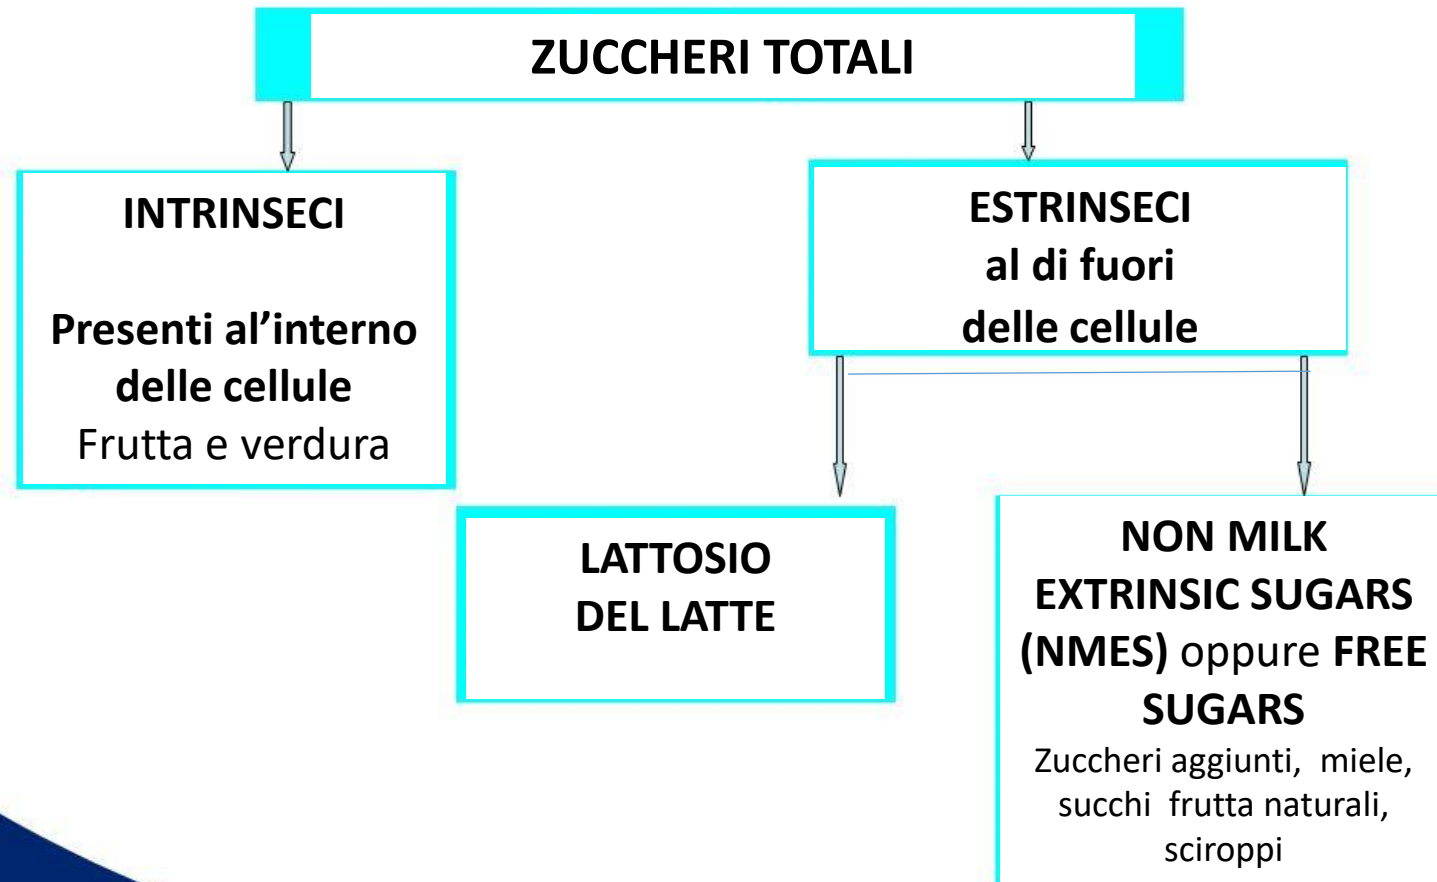 ZUCCHERI TOTALI
INTRINSECI
Presenti al’interno
delle cellule
Frutta e verdura
ESTRINSECI
al di fuori
delle cellule
LATTOSIO
DEL LATTE
NON MILK
EXTRINSIC SUGARS
(NMES) oppure FREE
SUGARS
Zuccheri aggiunti, miele,
succhi frutta naturali,
sciroppi